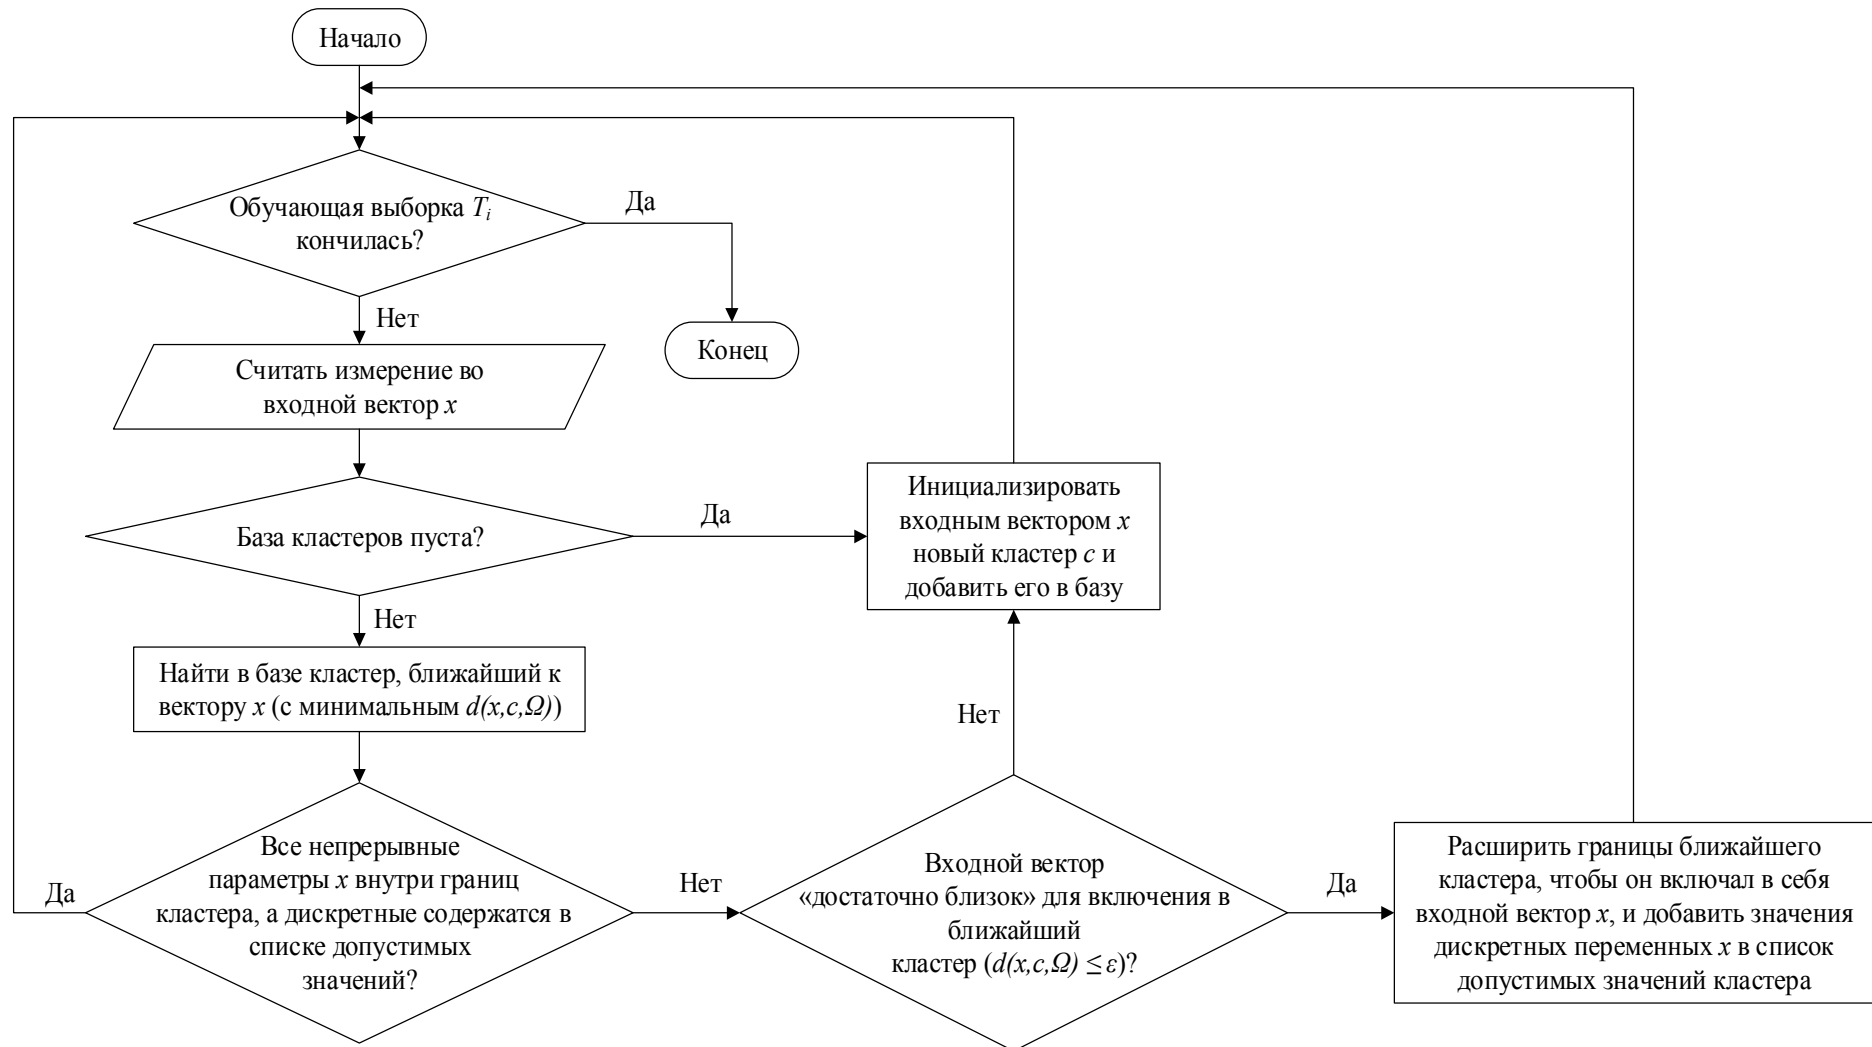 Начало
Обучающая выборка Ti
кончилась?
Да
Нет
Конец
Считать измерение во
входной вектор x
База кластеров пуста?
Да
Инициализировать
входным вектором x
новый кластер c и
добавить его в базу
Нет
Найти в базе кластер, ближайший к
вектору x (с минимальным d(x,c,Ω))
Нет
Все непрерывные
параметры x внутри границ
кластера, а дискретные содержатся в
списке допустимых
значений?
Да
Нет
Входной вектор
«достаточно близок» для включения в
ближайший
кластер (d(x,c,Ω) ≤ ε)?
Да
Расширить границы ближайшего
кластера, чтобы он включал в себя
входной вектор x, и добавить значения
дискретных переменных x в список
допустимых значений кластера